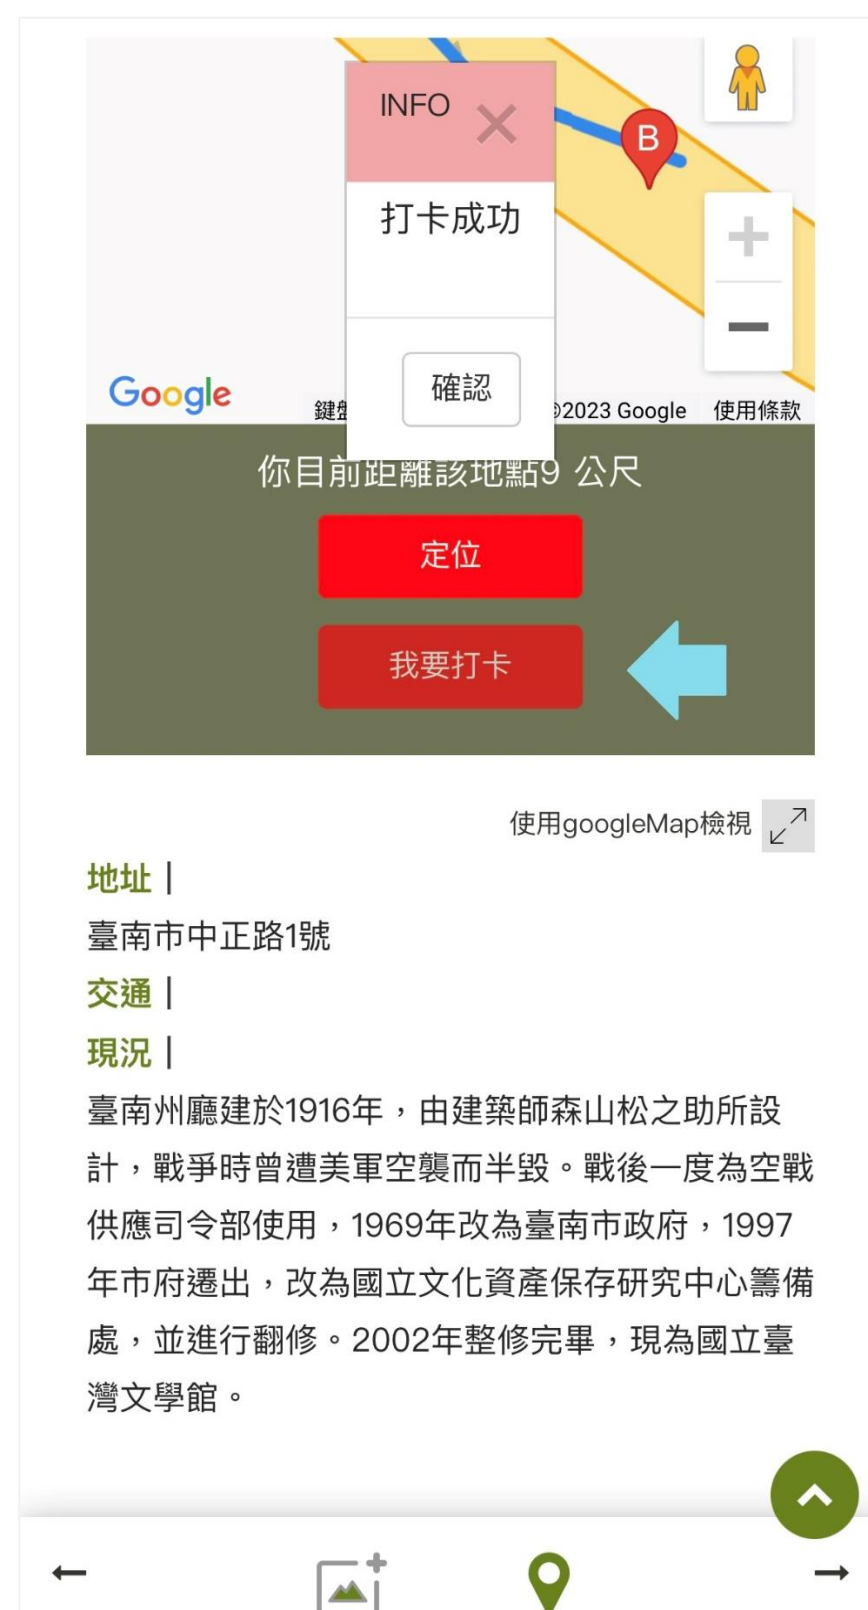 INFO
B
打卡成功
確認
Google
©2023 Google 使用條款
你目前距離該地點9 公尺
定位
我要打卡
使用googleMap檢視
地址|
臺南市中正路1號
交通|
現況|
臺南州廳建於1916年，由建築師森山松之助所設
計，戰爭時曾遭美軍空襲而半毀。戰後一度為空戰
供應司令部使用，1969年改為臺南市政府，1997
年市府遷出，改為國立文化資產保存研究中心籌備
處，並進行翻修。2002年整修完畢，現為國立臺
灣文學館。